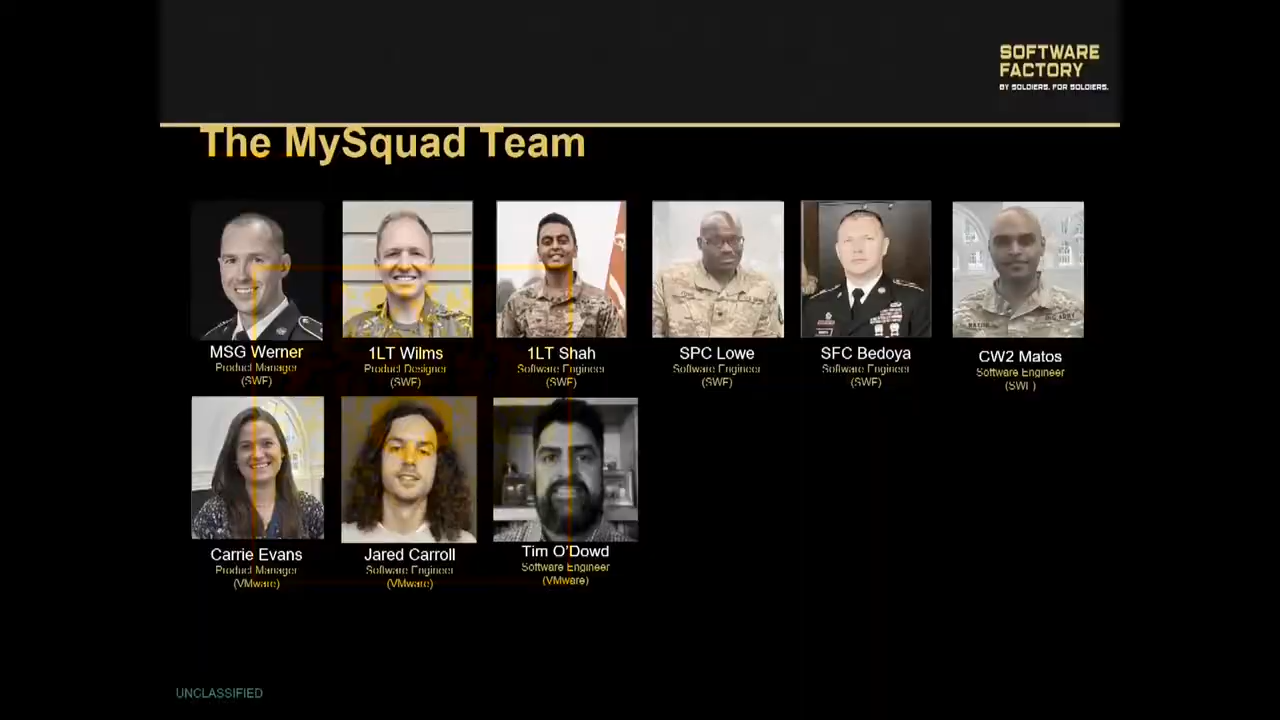 SOFTWARE
FACTORY
BY SOLDIERS. FOR SOLDIERS.
The MySquad Team
MSG Werner
Product Manager
(SWF)
1LT Wilms
Product Designer
(SWF)
1LT Shah
Software Engineer
(SWF)
SPC Lowe
Software Engineer
(SWF)
SFC Bedoya
Software Engineer
(SWF)
CW2 Matos
Software Engineer
(SWF)
Carrie Evans
Product Manager
(VMware)
Jared Carroll
Software Engineer
(VMware)
Tim O'Dowd
Software Engineer
(VMware)
UNCLASSIFIED